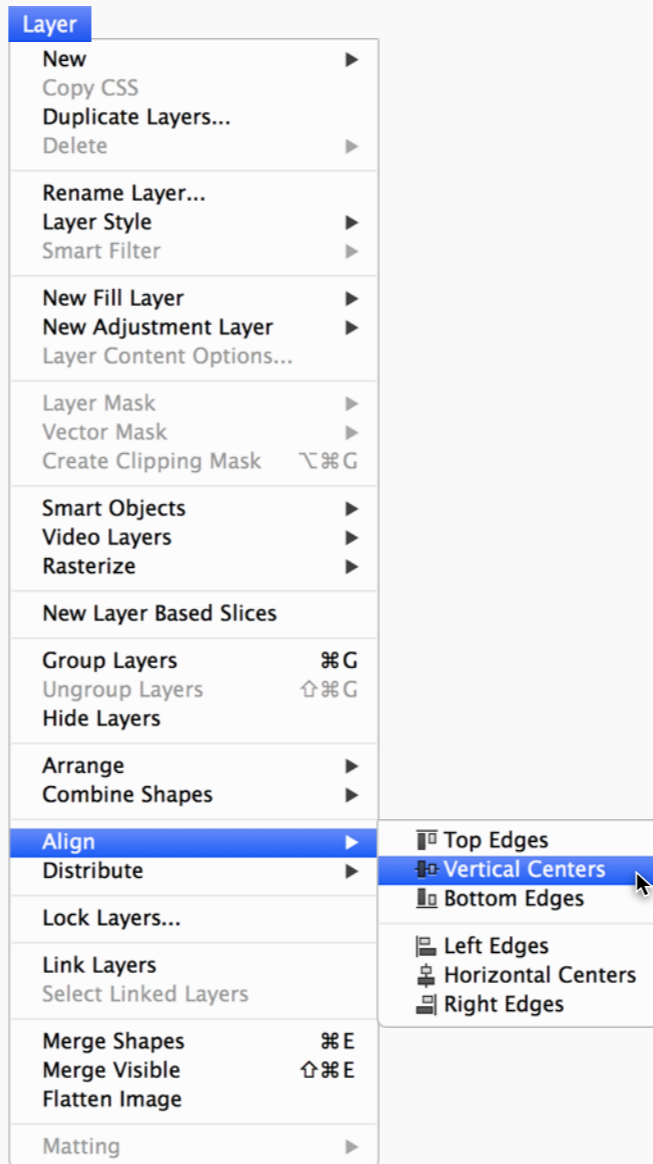 Layer
New
Copy CSS
Duplicate Layers...
Delete
Rename Layer...
Layer Style
Smart Filter
New Fill Layer
New Adjustment Layer
Layer Content Options...
Layer Mask
Vector Mask
Create Clipping Mask ⌥⌘G
Smart Objects
Video Layers
Rasterize
New Layer Based Slices
Group Layers ⌘G
Ungroup Layers ⇧⌘G
Hide Layers
Arrange
Combine Shapes
Align
Distribute
Lock Layers...
Link Layers
Select Linked Layers
Merge Shapes ⌘E
Merge Visible ⇧⌘E
Flatten Image
Matting
Top Edges
Vertical Centers
Bottom Edges
Left Edges
Horizontal Centers
Right Edges